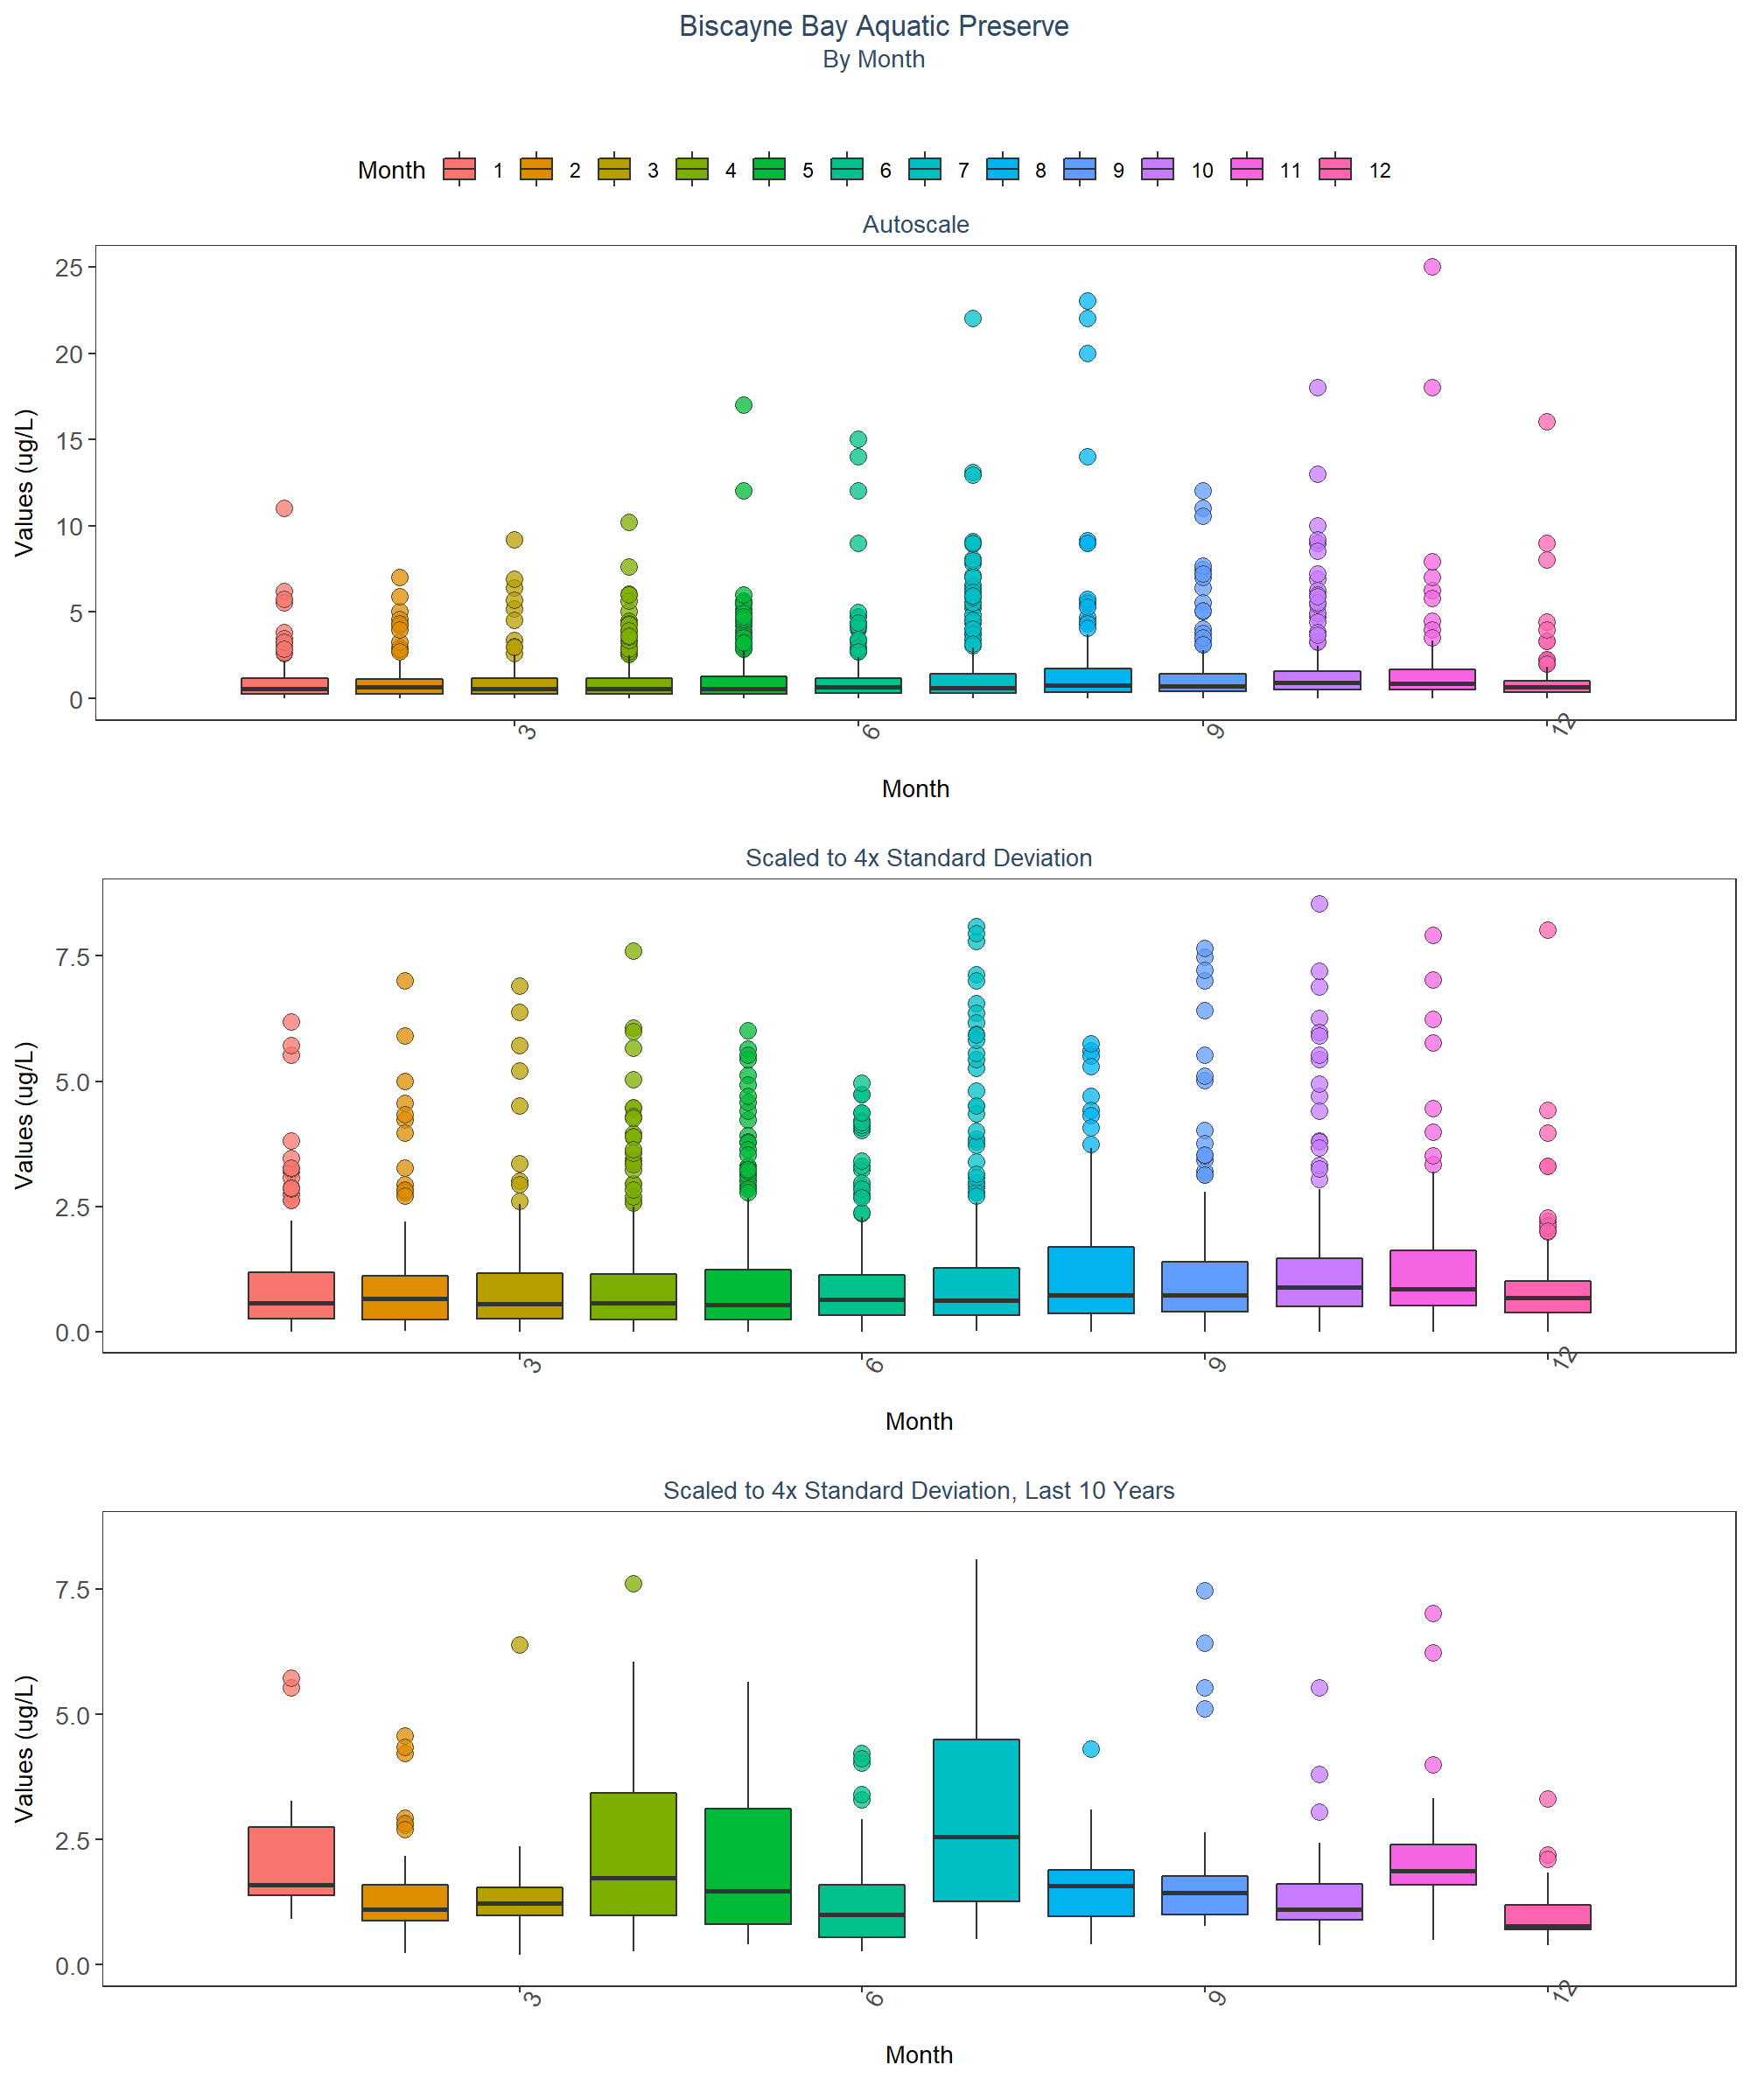 Biscayne Bay Aquatic Preserve
By Month
Month 1 2 3 4 5 6 7 8 9 10 11 12
Autoscale
Values (ug/L)
25
20
15
10
5
0
3 6 9 12
Month
Scaled to 4x Standard Deviation
Values (ug/L)
7.5
5.0
2.5
0.0
3 6 9 12
Month
Scaled to 4x Standard Deviation, Last 10 Years
Values (ug/L)
7.5
5.0
2.5
0.0
3 6 9 12
Month